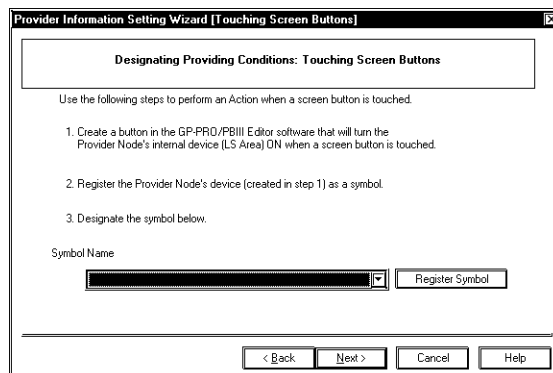 Provider Information Setting Wizard [Touching Screen Buttons]
Designating Providing Conditions: Touching Screen Buttons
Use the following steps to perform an Action when a screen button is touched.
1. Create a button in the GP-PRO/PBIII Editor software that will turn the
Provider Node's internal device (LS Area) ON when a screen button is touched.
2. Register the Provider Node's device (created in step 1) as a symbol.
3. Designate the symbol below.
Symbol Name
Register Symbol
< Back Next > Cancel Help